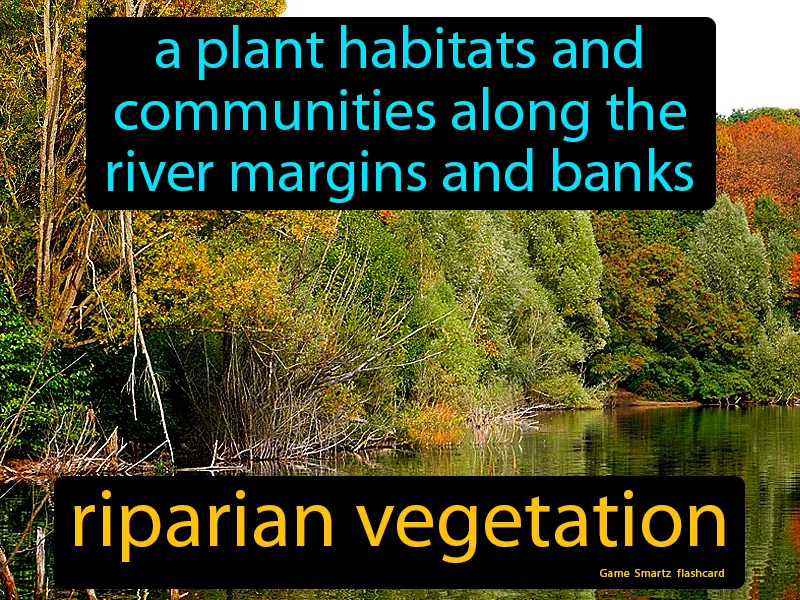 a plant habitats and
communities along the
river margins and banks
riparian vegetation
Game Smartz flashcard